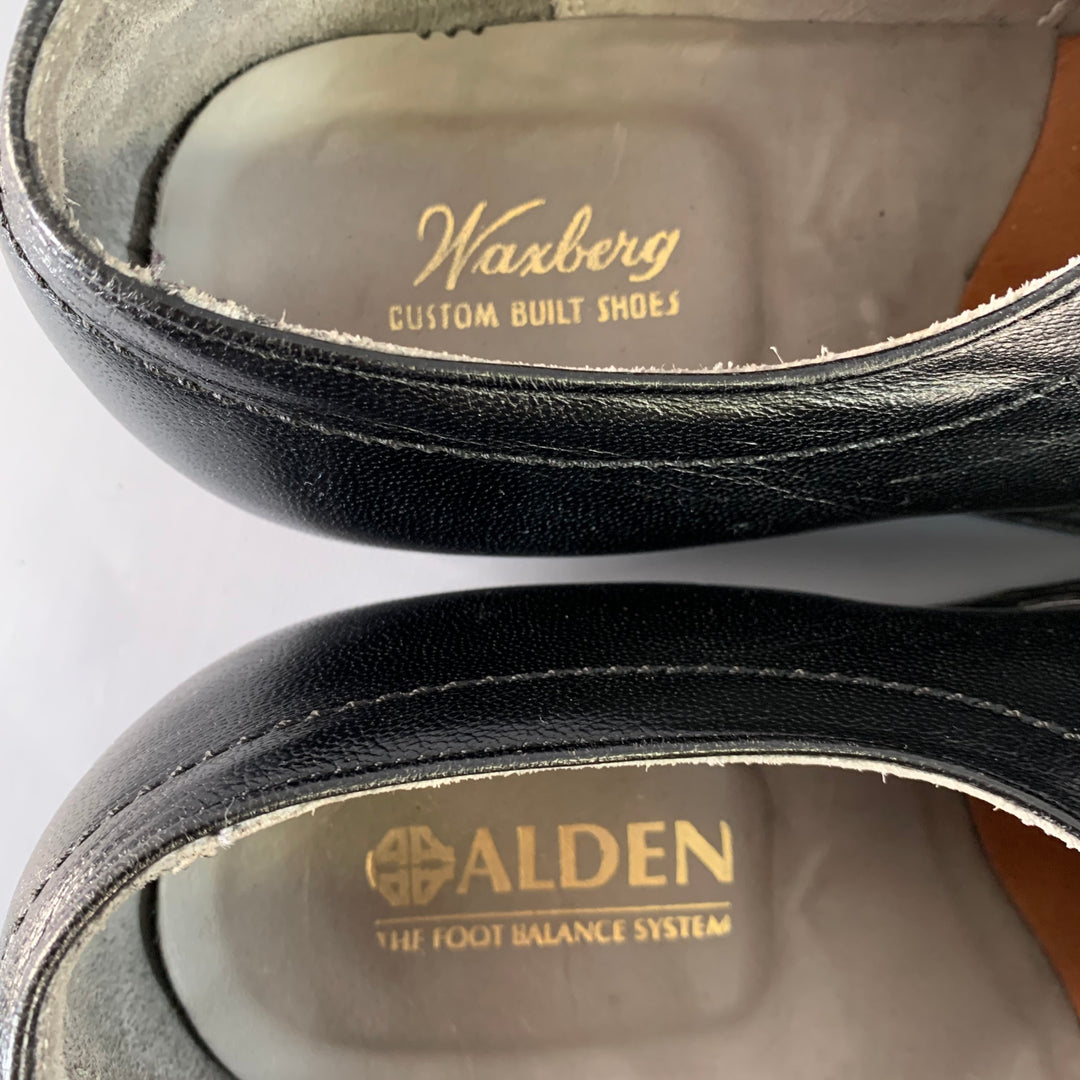 Waxberg
CUSTOM BUILT SHOES
ALDEN
THE FOOT BALANCE SYSTEM